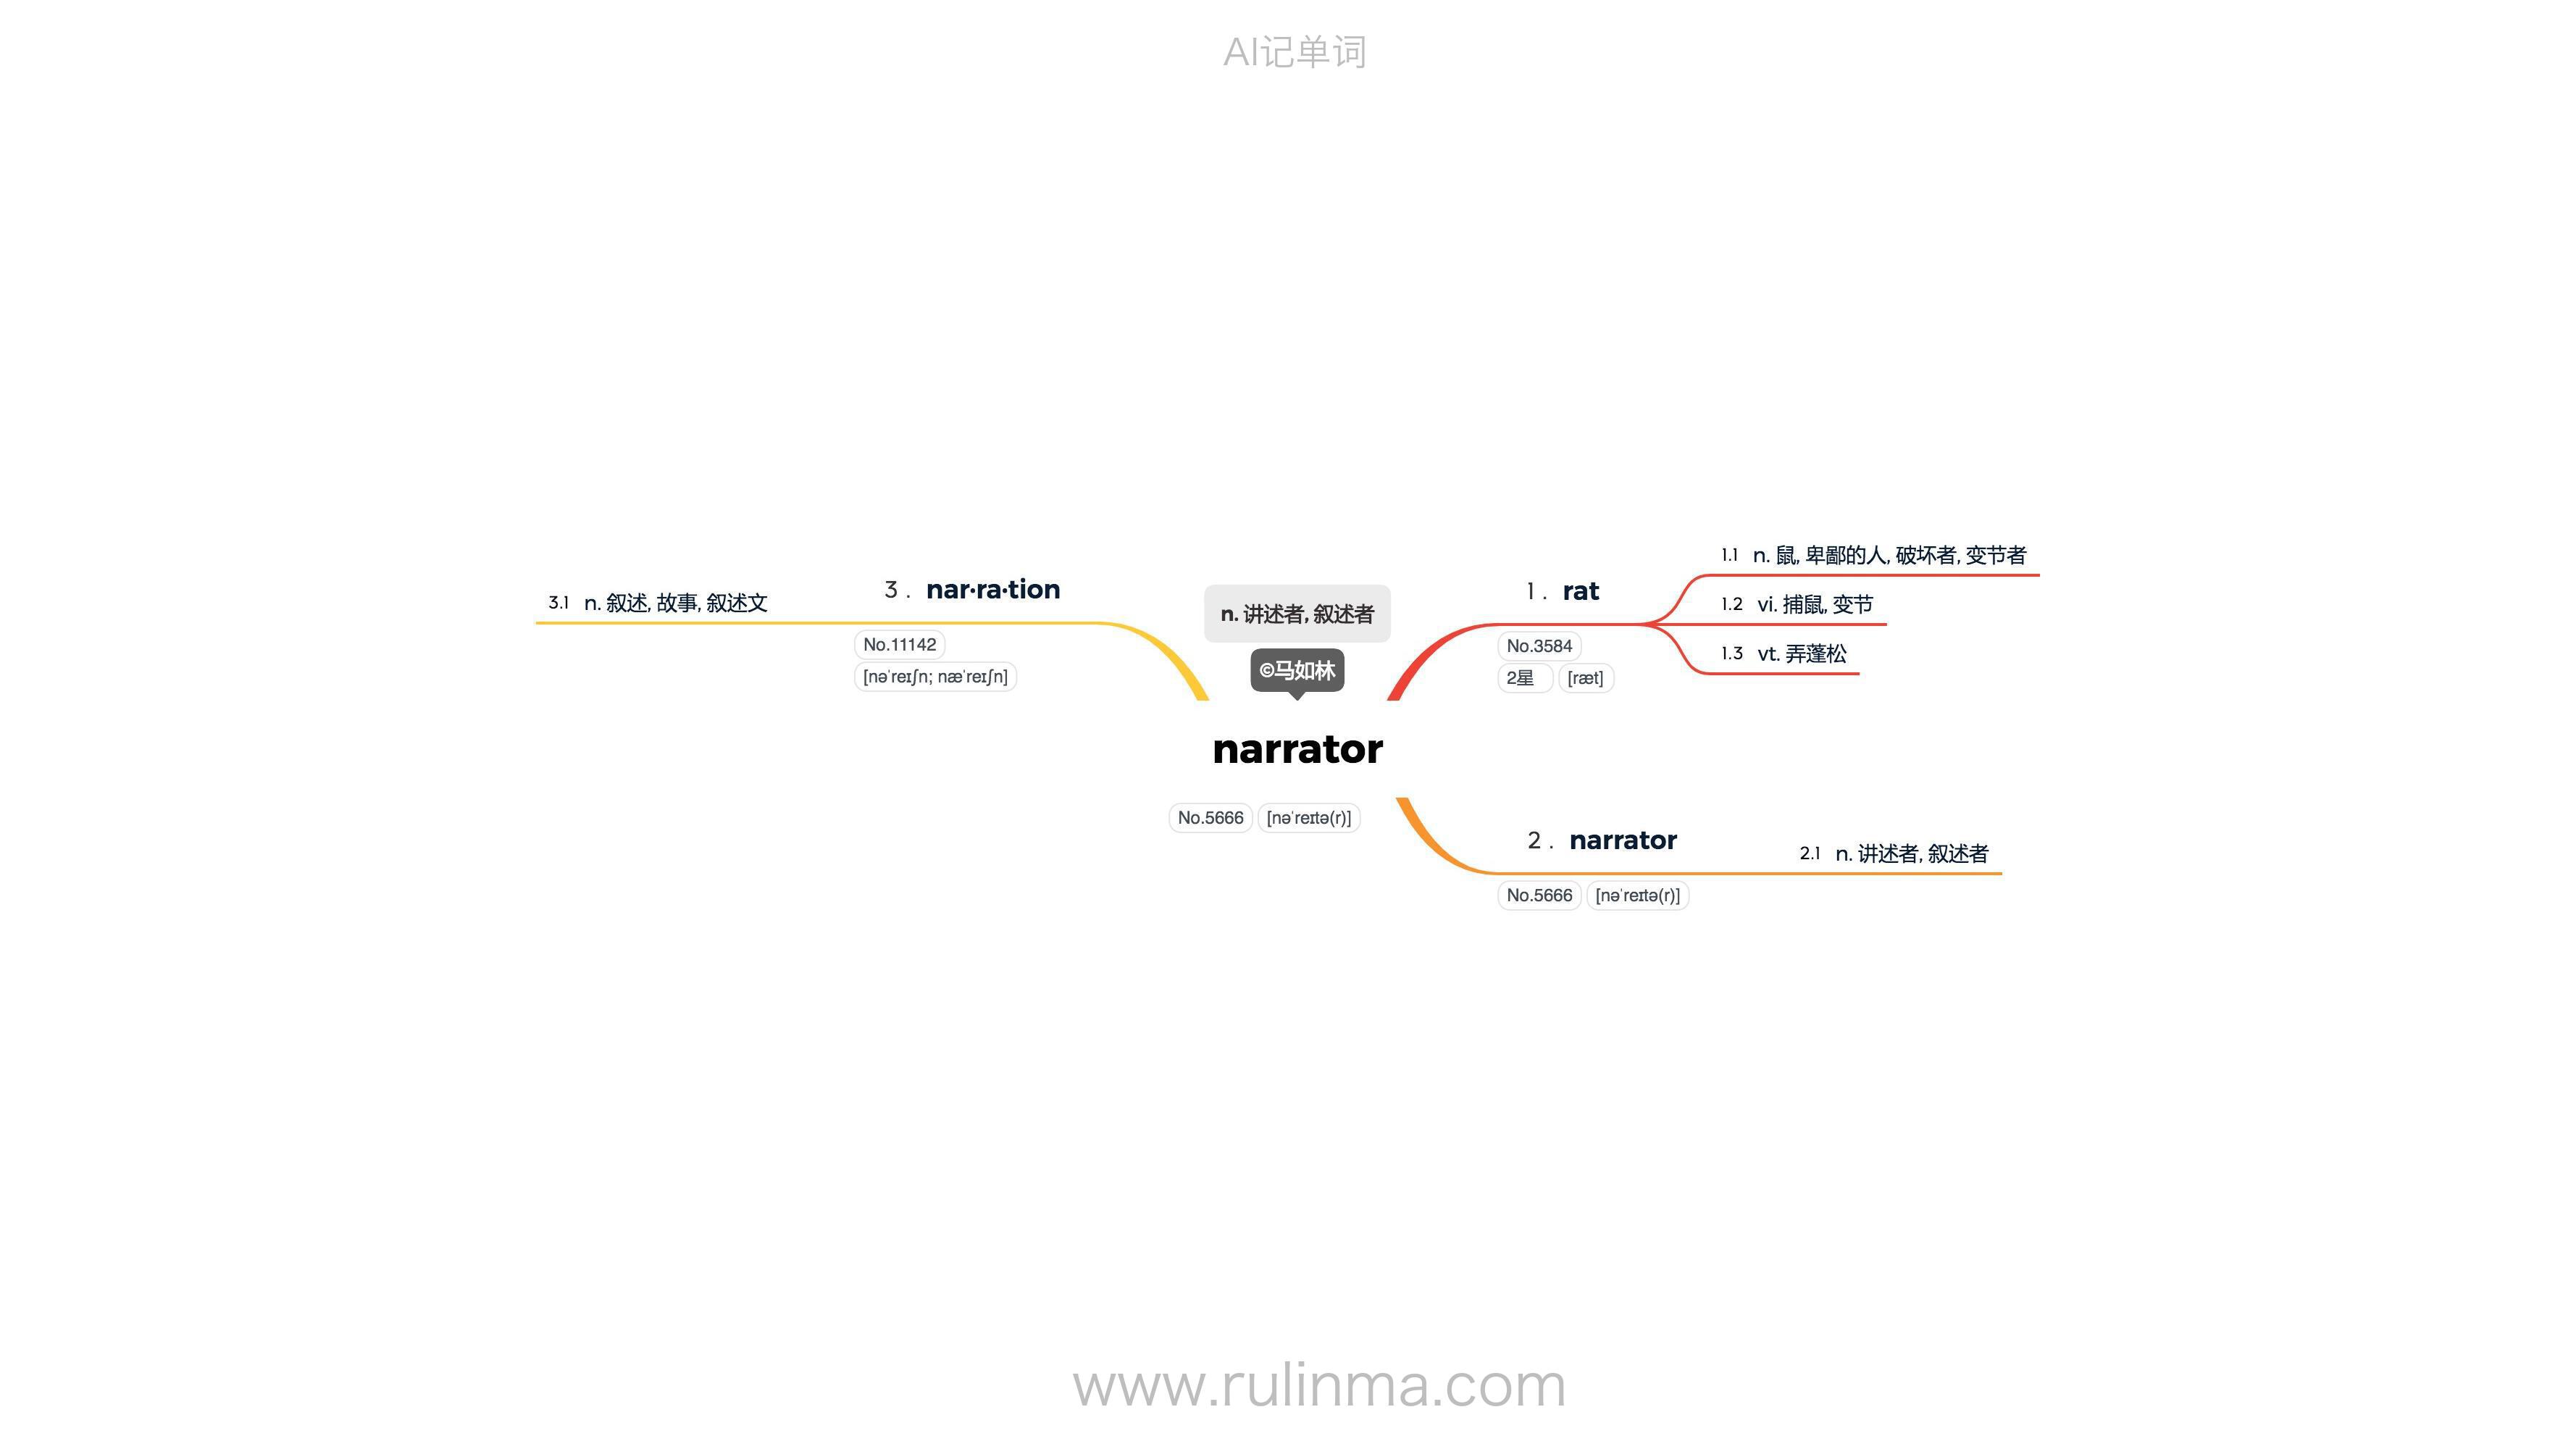 AI记单词
n. 讲述者, 叙述者
©马如林
narrator
No.5666 [nəˈreɪtə(r)]
1 . rat
No.3584
2星 [ræt]
1.1 n. 鼠, 卑鄙的人, 破坏者, 变节者
1.2 vi. 捕鼠, 变节
1.3 vt. 弄蓬松
2 . narrator
No.5666 [nəˈreɪtə(r)]
2.1 n. 讲述者, 叙述者
3 . nar·ra·tion
No.11142
[nəˈreɪʃn; næˈreɪʃn]
3.1 n. 叙述, 故事, 叙述文
www.rulinma.com